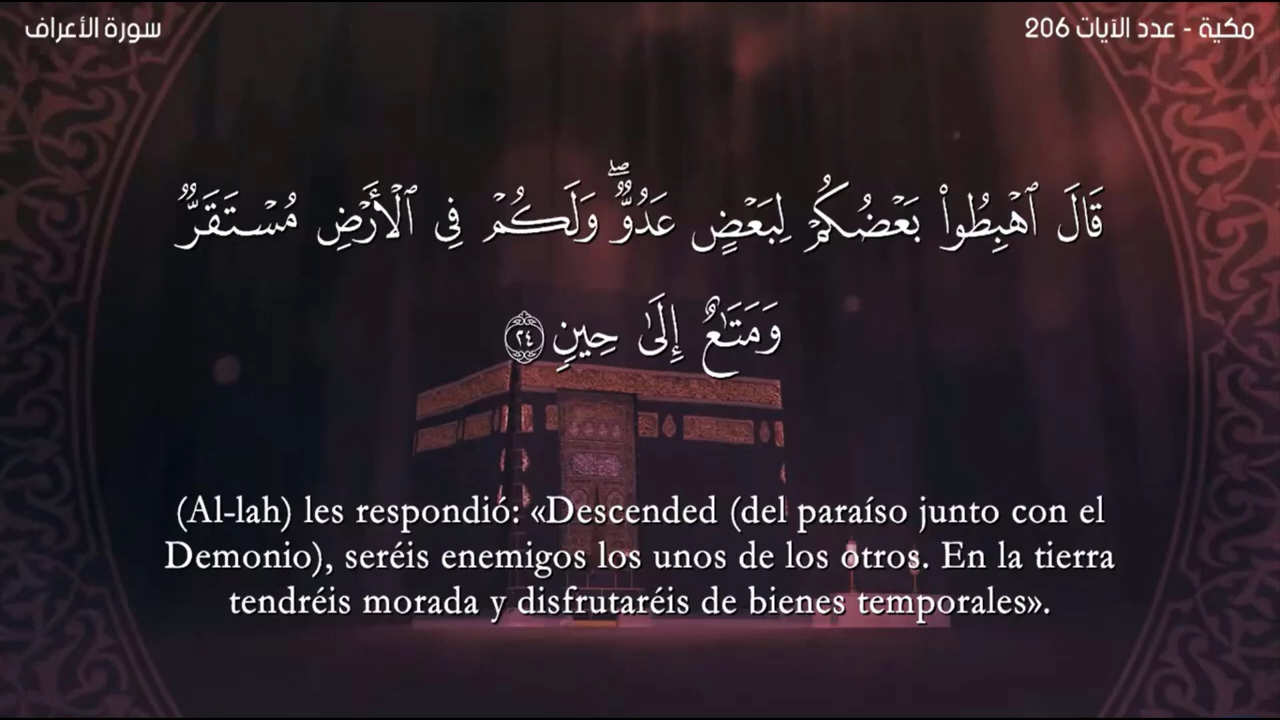 سورة الأعراف
مكية - عدد الآيات 206
قَالَ ٱهْبِطُوا۟ بَعْضُكُمْ لِبَعْضٍ عَدُوٌّ ۖ وَلَكُمْ فِى ٱلْأَرْضِ مُسْتَقَرٌّ
وَمَتَـٰعٌ إِلَىٰ حِينٍ ٢٤
(Al-lah) les respondió: «Descended (del paraíso junto con el
Demonio), seréis enemigos los unos de los otros. En la tierra
tendréis morada y disfrutaréis de bienes temporales».